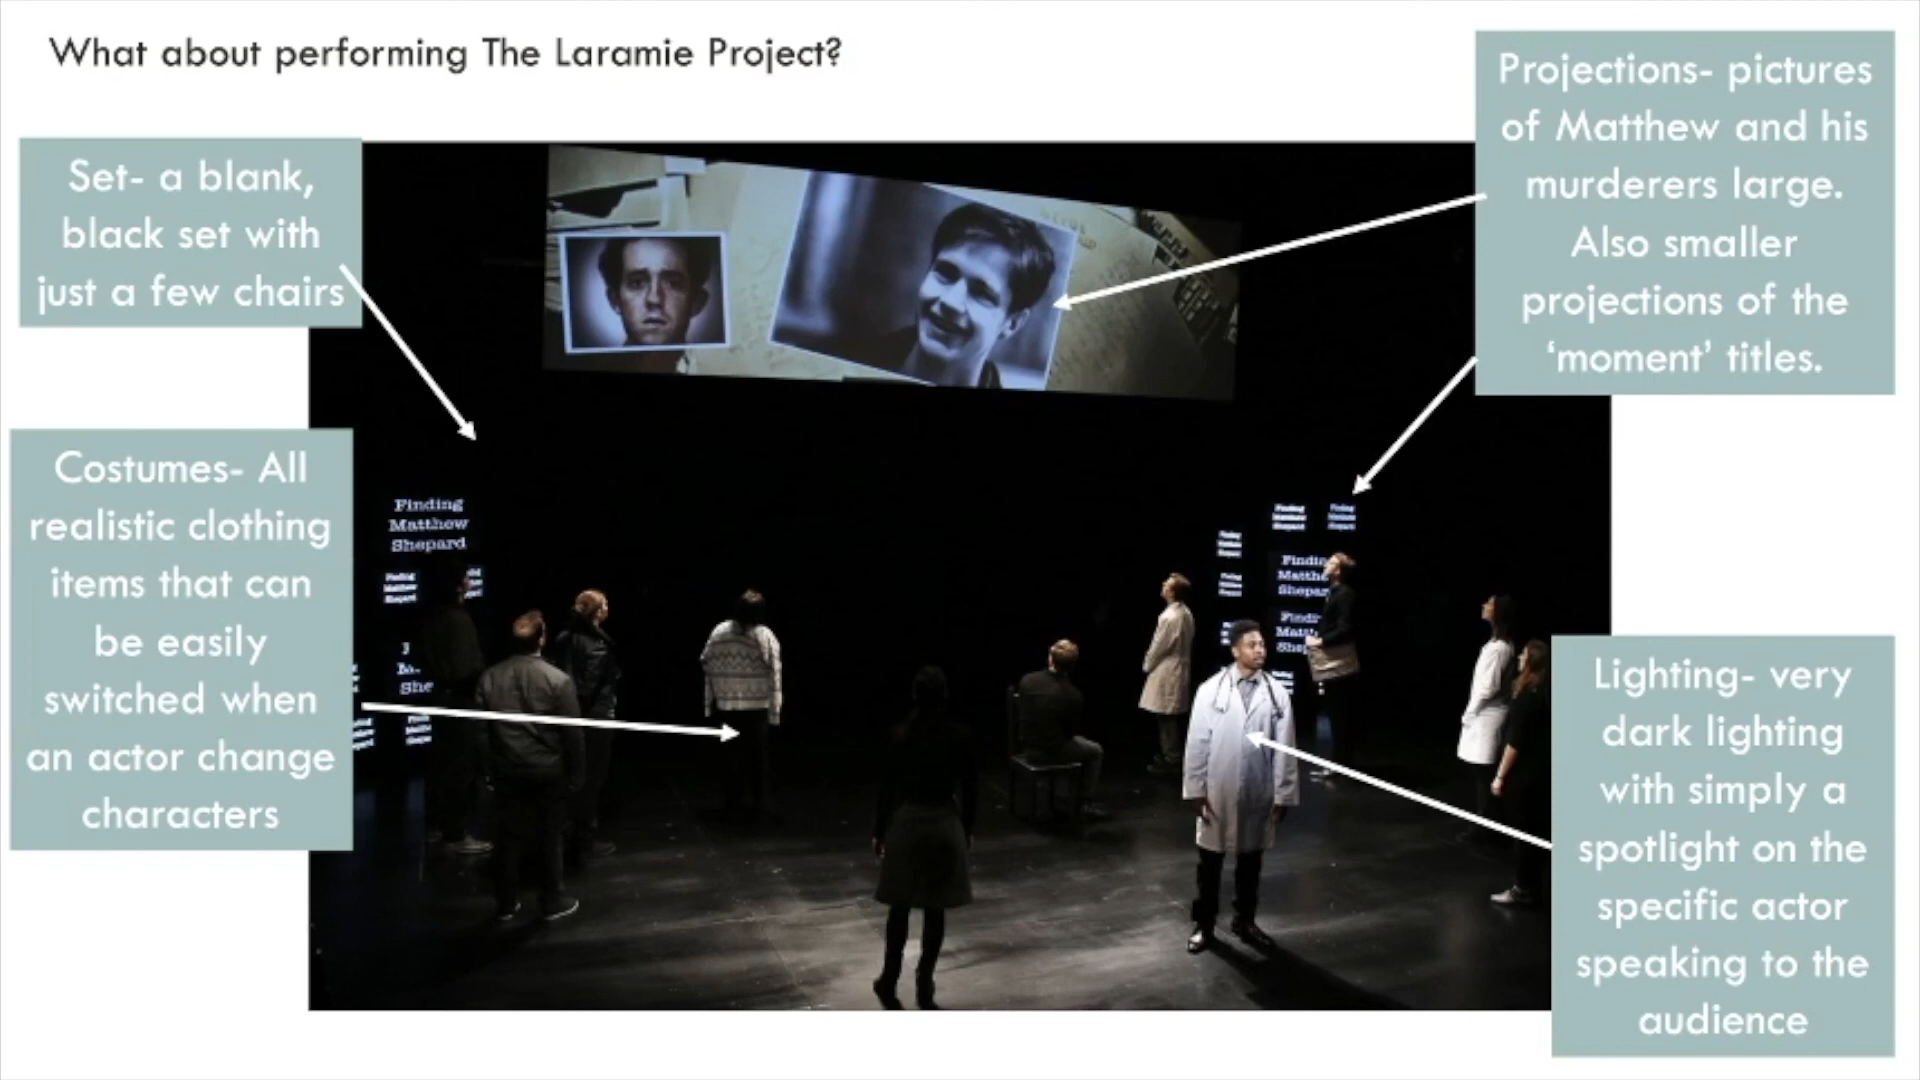 What about performing The Laramie Project?
Set- a blank,
black set with
just a few chairs
Costumes- All
realistic clothing
items that can
be easily
switched when
an actor change
characters
Projections- pictures
of Matthew and his
murderers large.
Also smaller
projections of the
‘moment’ titles.
Lighting- very
dark lighting
with simply a
spotlight on the
specific actor
speaking to the
audience
Finding
Matthew
Shepard
Finding
Matthew
Shepard